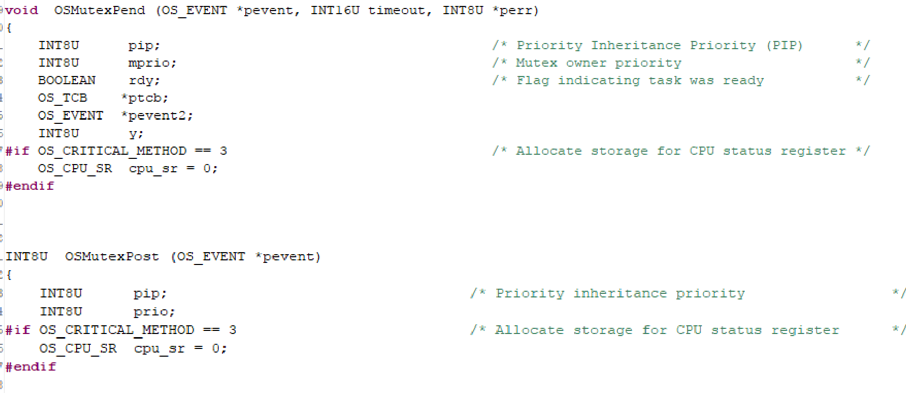 void  OSMutexPend (OS_EVENT *pevent, INT16U timeout, INT8U *perr)
{
    INT8U      pip;                                        /* Priority Inheritance Priority (PIP)      */
    INT8U      mprio;                                      /* Mutex owner priority                     */
    BOOLEAN    rdy;                                        /* Flag indicating task was ready           */
    OS_TCB    *ptcb;
    OS_EVENT  *pevent2;
    INT8U      y;
#if OS_CRITICAL_METHOD == 3                                /* Allocate storage for CPU status register */
    OS_CPU_SR  cpu_sr = 0;
#endif
INT8U  OSMutexPost (OS_EVENT *pevent)
{
    INT8U      pip;                                   /* Priority inheritance priority                 */
    INT8U      prio;
#if OS_CRITICAL_METHOD == 3                           /* Allocate storage for CPU status register      */
    OS_CPU_SR  cpu_sr = 0;
#endif